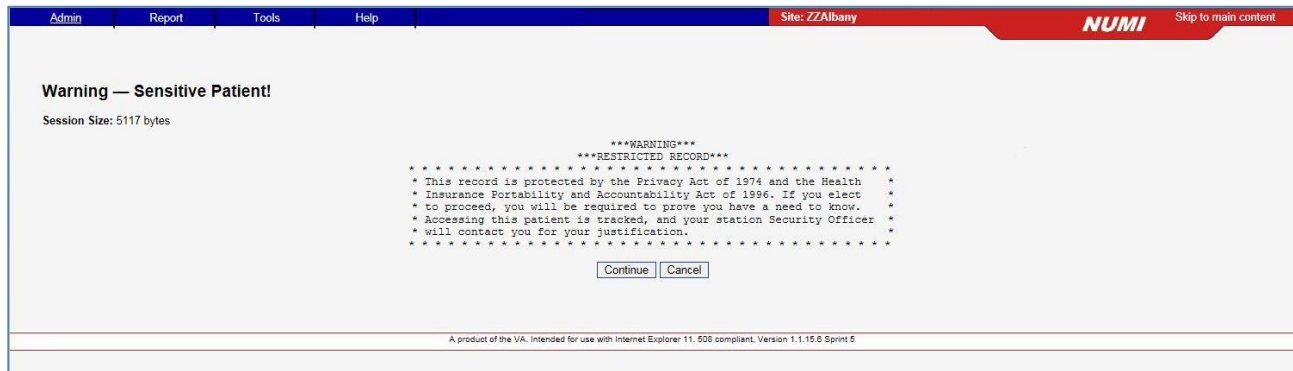 Admin Report Tools Help Site: ZZAlbany NUMI Skip to main content
Warning — Sensitive Patient!
Session Size: 5117 bytes
***WARNING***
***RESTRICTED RECORD***
* * * * * * * * * * * * * * * * * * * * * * * * * * * * * * * * * * * * *
* This record is protected by the Privacy Act of 1974 and the Health *
* Insurance Portability and Accountability Act of 1996. If you elect *
* to proceed, you will be required to prove you have a need to know. *
* Accessing this patient is tracked, and your station Security Officer *
* will contact you for your justification. *
* * * * * * * * * * * * * * * * * * * * * * * * * * * * * * * * * * * * *
Continue Cancel
A product of the VA. Intended for use with Internet Explorer 11. 508 compliant, Version 1.1.15.6 Sprint 5